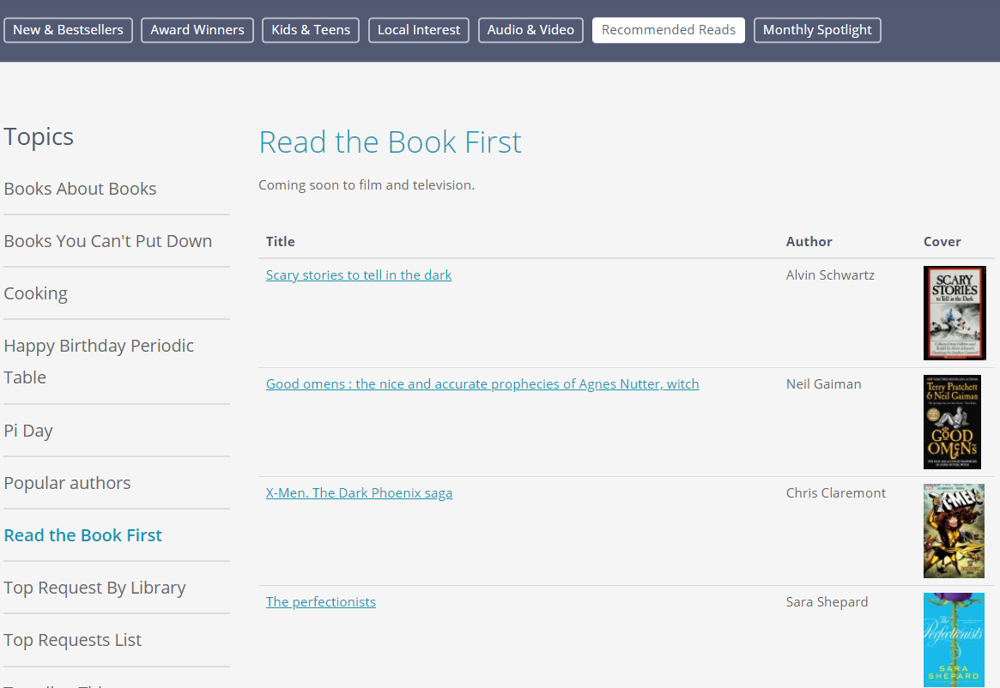 New & Bestsellers Award Winners Kids & Teens Local Interest Audio & Video Recommended Reads Monthly Spotlight
Topics
Books About Books
Books You Can't Put Down
Cooking
Happy Birthday Periodic
Table
Pi Day
Popular authors
Read the Book First
Top Request By Library
Top Requests List
Read the Book First
Coming soon to film and television.
Title Author Cover
Scary stories to tell in the dark Alvin Schwartz
SCARY
STORIES
to Tell in the Dark
Good omens : the nice and accurate prophecies of Agnes Nutter, witch Neil Gaiman
Terry Pratchett
& Neil Gaiman
GOOD
OMENS
X-Men. The Dark Phoenix saga Chris Claremont
X-MEN
The perfectionists Sara Shepard
The
Perfectionists
SARA
SHEPARD